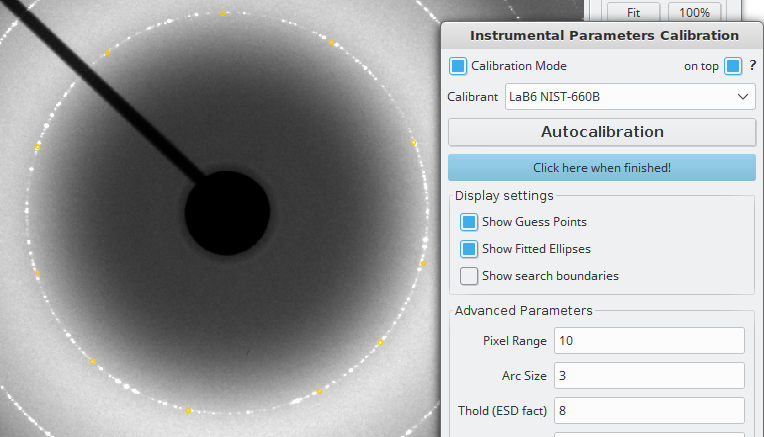 Fit 100%
Instrumental Parameters Calibration
Calibration Mode on top ?
Calibrant LaB6 NIST-660B
Autocalibration
Click here when finished!
Display settings
Show Guess Points
Show Fitted Ellipses
Show search boundaries
Advanced Parameters
Pixel Range 10
Arc Size 3
Thold (ESD fact) 8